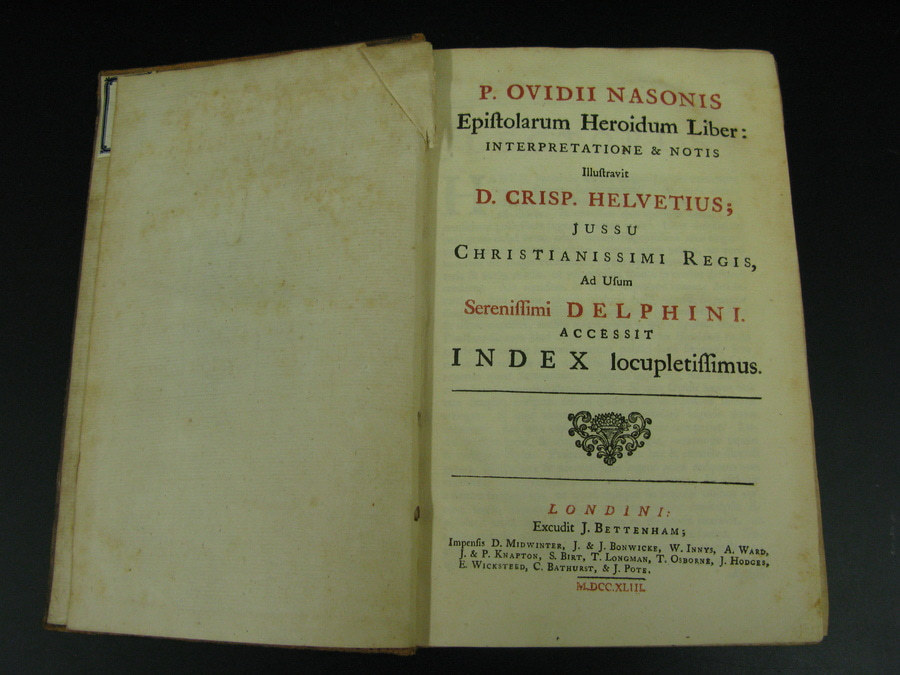 P. OVIDII NASONIS
Epiſtolarum Heroidum Liber:
INTERPRETATIONE & NOTIS
Illuſtravit
D. CRISP. HELVETIUS;
JUSSU
CHRISTIANISSIMI REGIS,
Ad Uſum
Sereniſſimi DELPHINI.
ACCESSIT
INDEX locupletiſſimus.
LONDINI:
Excudit J. BETTENHAM;
Impenſis D. MIDWINTER, J. & J. BONWICKE, W. INNYS, A. WARD,
J. & P. KNAPTON, S. BIRT, T. LONGMAN, T. OSBORNE, J. HODGES,
E. WICKSTEED, C. BATHURST, & J. POTE.
M.DCC.XLIII.